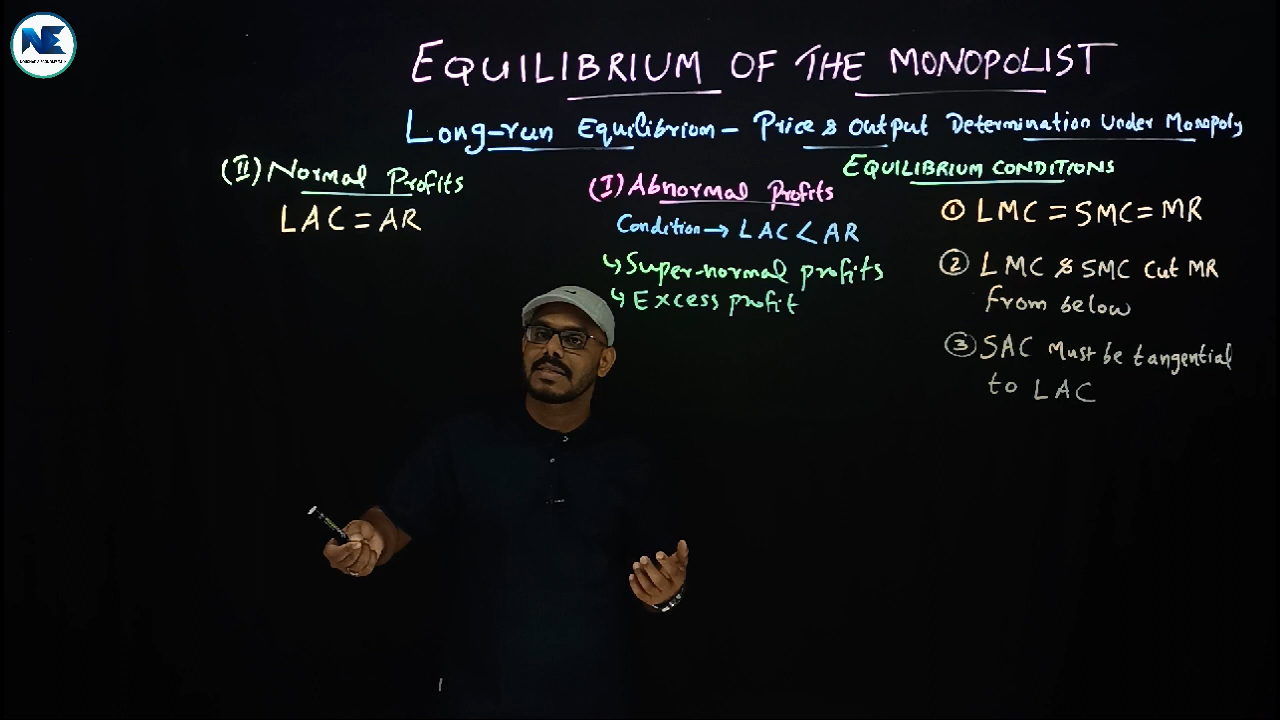 NE
EQUILIBRIUM OF THE MONOPOLIST
Long-run Equilibrium - Price & Output Determination Under Monopoly
(II) Normal Profits
LAC = AR
(I) Abnormal Profits
Condition → LAC < AR
↳ Super-normal profits
↳ Excess profit
EQUILIBRIUM CONDITIONS
① LMC = SMC = MR
② LMC & SMC Cut MR
from below
③ SAC Must be tangential
to LAC